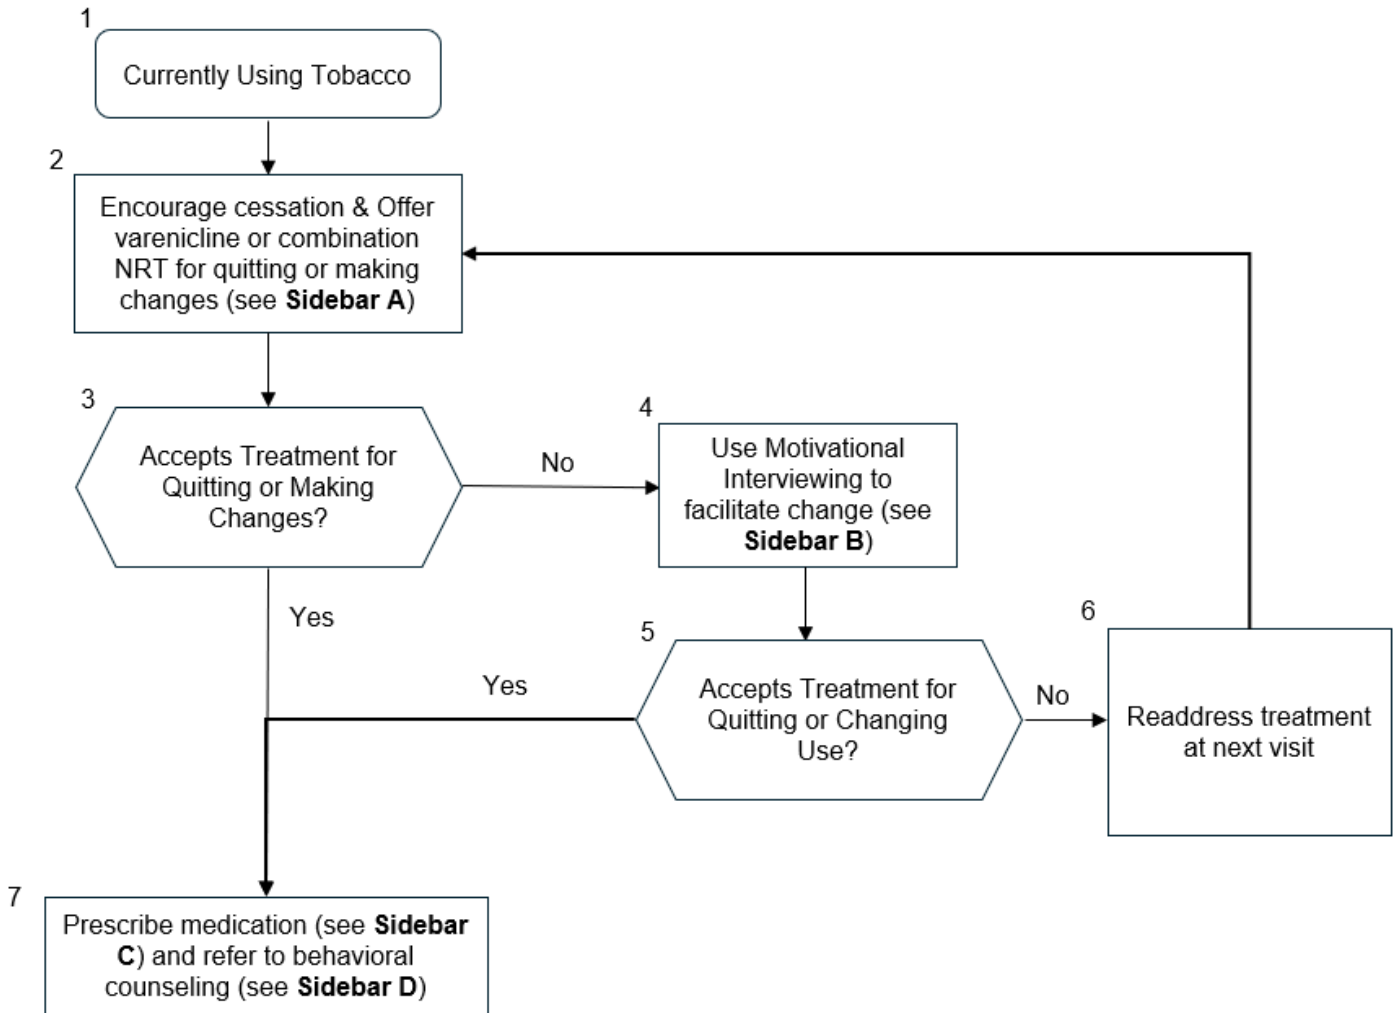 1
Currently Using Tobacco
2
Encourage cessation & Offer
varenicline or combination
NRT for quitting or making
changes (see Sidebar A)
3
Accepts Treatment for
Quitting or Making
Changes?
No
4
Use Motivational
Interviewing to
facilitate change (see
Sidebar B)
Yes
5
Accepts Treatment for
Quitting or Changing
Use?
Yes
No
6
Readdress treatment
at next visit
7
Prescribe medication (see Sidebar
C) and refer to behavioral
counseling (see Sidebar D)